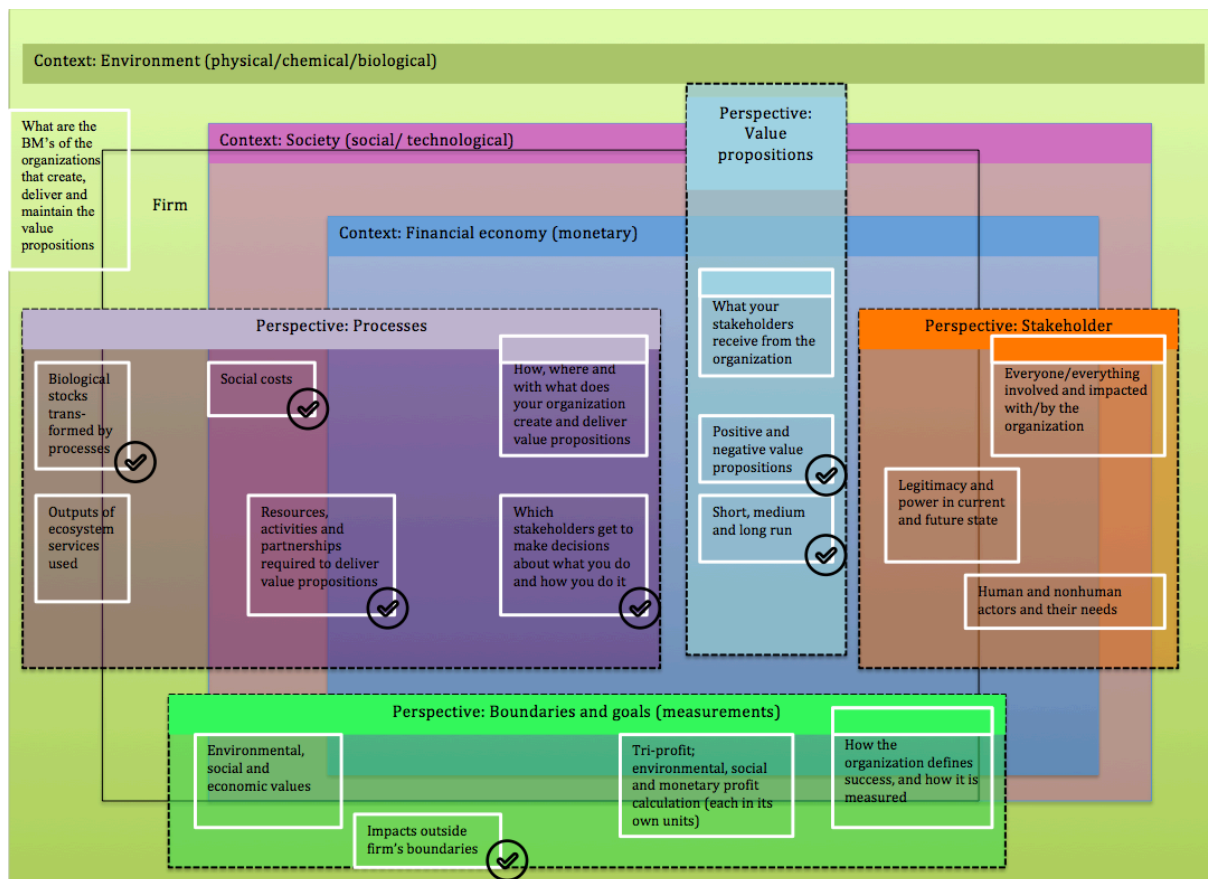 Context: Environment (physical/chemical/biological)
What are the
BM's of the
organizations
that create,
deliver and
maintain the
value
propositions
Context: Society (social/ technological)
Firm
Perspective:
Value
propositions
Context: Financial economy (monetary)
What your
stakeholders
receive from the
organization
Positive and
negative value
propositions
Short, medium
and long run
Perspective: Processes
Biological
stocks
trans-
formed by
processes
Social costs
How, where and
with what does
your organization
create and deliver
value propositions
Outputs of
ecosystem
services
used
Resources,
activities and
partnerships
required to deliver
value propositions
Which
stakeholders get to
make decisions
about what you do
and how you do it
Perspective: Stakeholder
Everyone/everything
involved and impacted
with/by the
organization
Legitimacy and
power in current
and future state
Human and nonhuman
actors and their needs
Perspective: Boundaries and goals (measurements)
Environmental,
social and
economic values
Impacts outside
firm's boundaries
Tri-profit;
environmental, social
and monetary profit
calculation (each in its
own units)
How the
organization defines
success, and how it is
measured